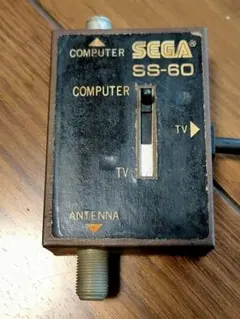 COMPUTER
SEGA®
SS-60
COMPUTER
TV
TV
ANTENNA